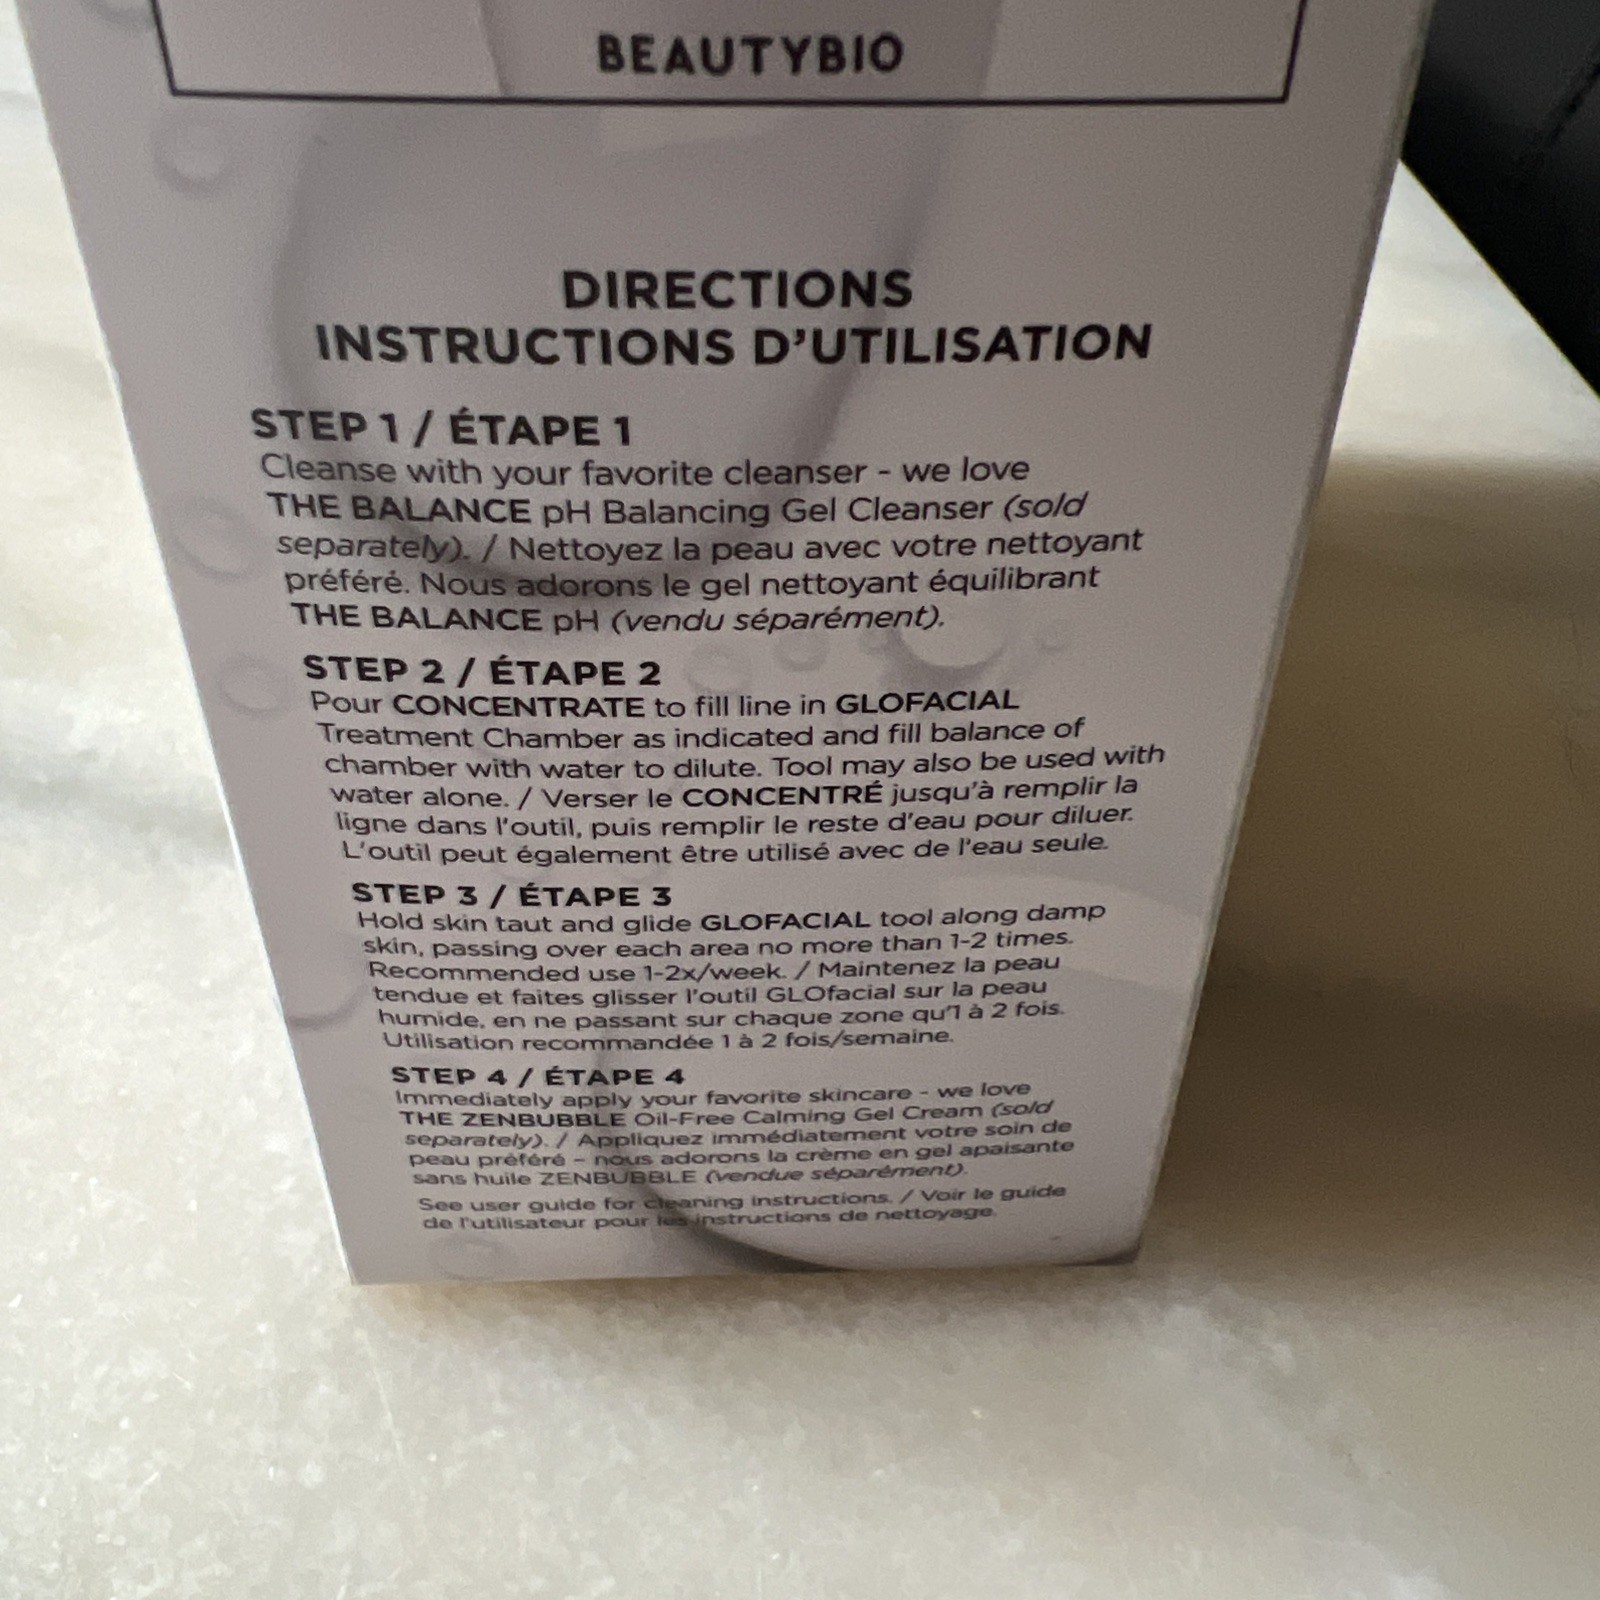 BEAUTYBIO
DIRECTIONS
INSTRUCTIONS D'UTILISATION
STEP 1 / ÉTAPE 1
Cleanse with your favorite cleanser - we love
THE BALANCE pH Balancing Gel Cleanser (sold
separately). / Nettoyez la peau avec votre nettoyant
préféré. Nous adorons le gel nettoyant équilibrant
THE BALANCE pH (vendu séparément).
STEP 2 / ÉTAPE 2
Pour CONCENTRATE to fill line in GLOFACIAL
Treatment Chamber as indicated and fill balance of
chamber with water to dilute. Tool may also be used with
water alone. / Verser le CONCENTRÉ jusqu'à remplir la
ligne dans l'outil, puis remplir le reste d'eau pour diluer.
L'outil peut également être utilisé avec de l'eau seule.
STEP 3 / ÉTAPE 3
Hold skin taut and glide GLOFACIAL tool along damp
skin, passing over each area no more than 1-2 times.
Recommended use 1-2x/week. / Maintenez la peau
tendue et faites glisser l'outil GLOfacial sur la peau
humide, en ne passant sur chaque zone qu'1 à 2 fois.
Utilisation recommandée 1 à 2 fois/semaine.
STEP 4 / ÉTAPE 4
Immediately apply your favorite skincare - we love
THE ZENBUBBLE Oil-Free Calming Gel Cream (sold
separately). / Appliquez immédiatement votre soin de
peau préféré – nous adorons la crème en gel apaisante
sans huile ZENBUBBLE (vendue séparément).
See user guide for cleaning instructions. / Voir le guide
de l'utilisateur pour les instructions de nettoyage.